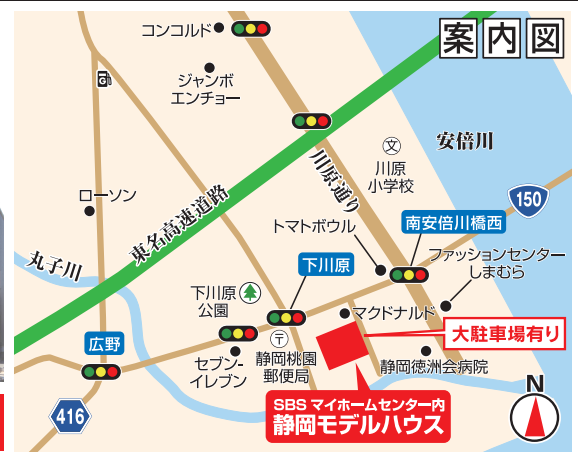 案内図
コンコルド
ジャンボ
エンチョー
文
川原
小学校
安倍川
川原通り
東名高速道路
ローソン
丸子川
150
トマトボウル
南安倍川橋西
ファッションセンター
しまむら
下川原
下川原
公園
マクドナルド
大駐車場有り
広野
セブン-
イレブン
〒
静岡桃園
郵便局
静岡徳洲会病院
416
SBS マイホームセンター内
静岡モデルハウス
N